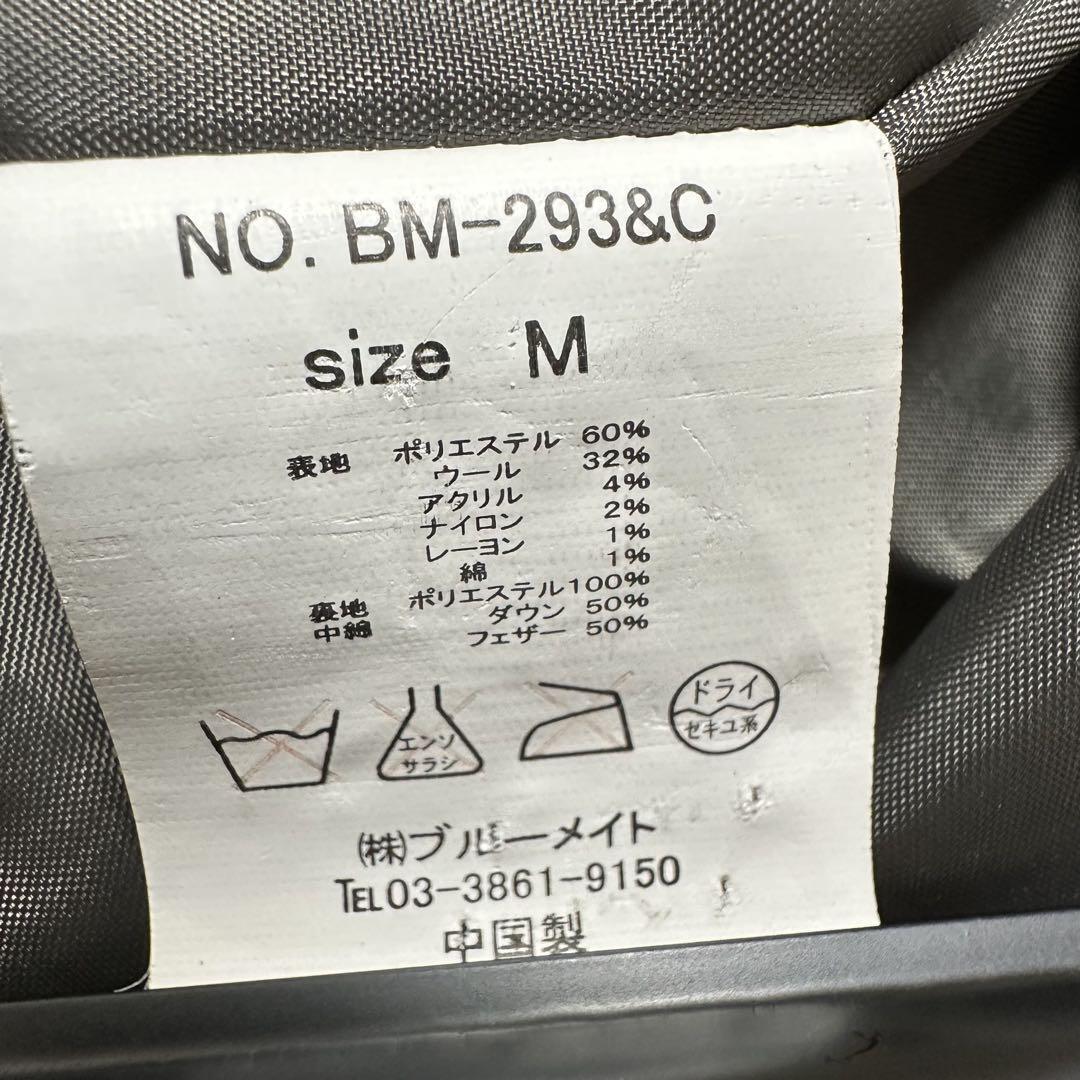 NO. BM-293&C
size M
表地 ポリエステル 60%
ウール 32%
アタリル 4%
ナイロン 2%
レーヨン 1%
綿 1%
裏地 ポリエステル 100%
中綿 ダウン 50%
フェザー 50%
エンソ
サラシ
ドライ
セキユ系
㈱ブルーメイト
TEL03-3861-9150
中国製